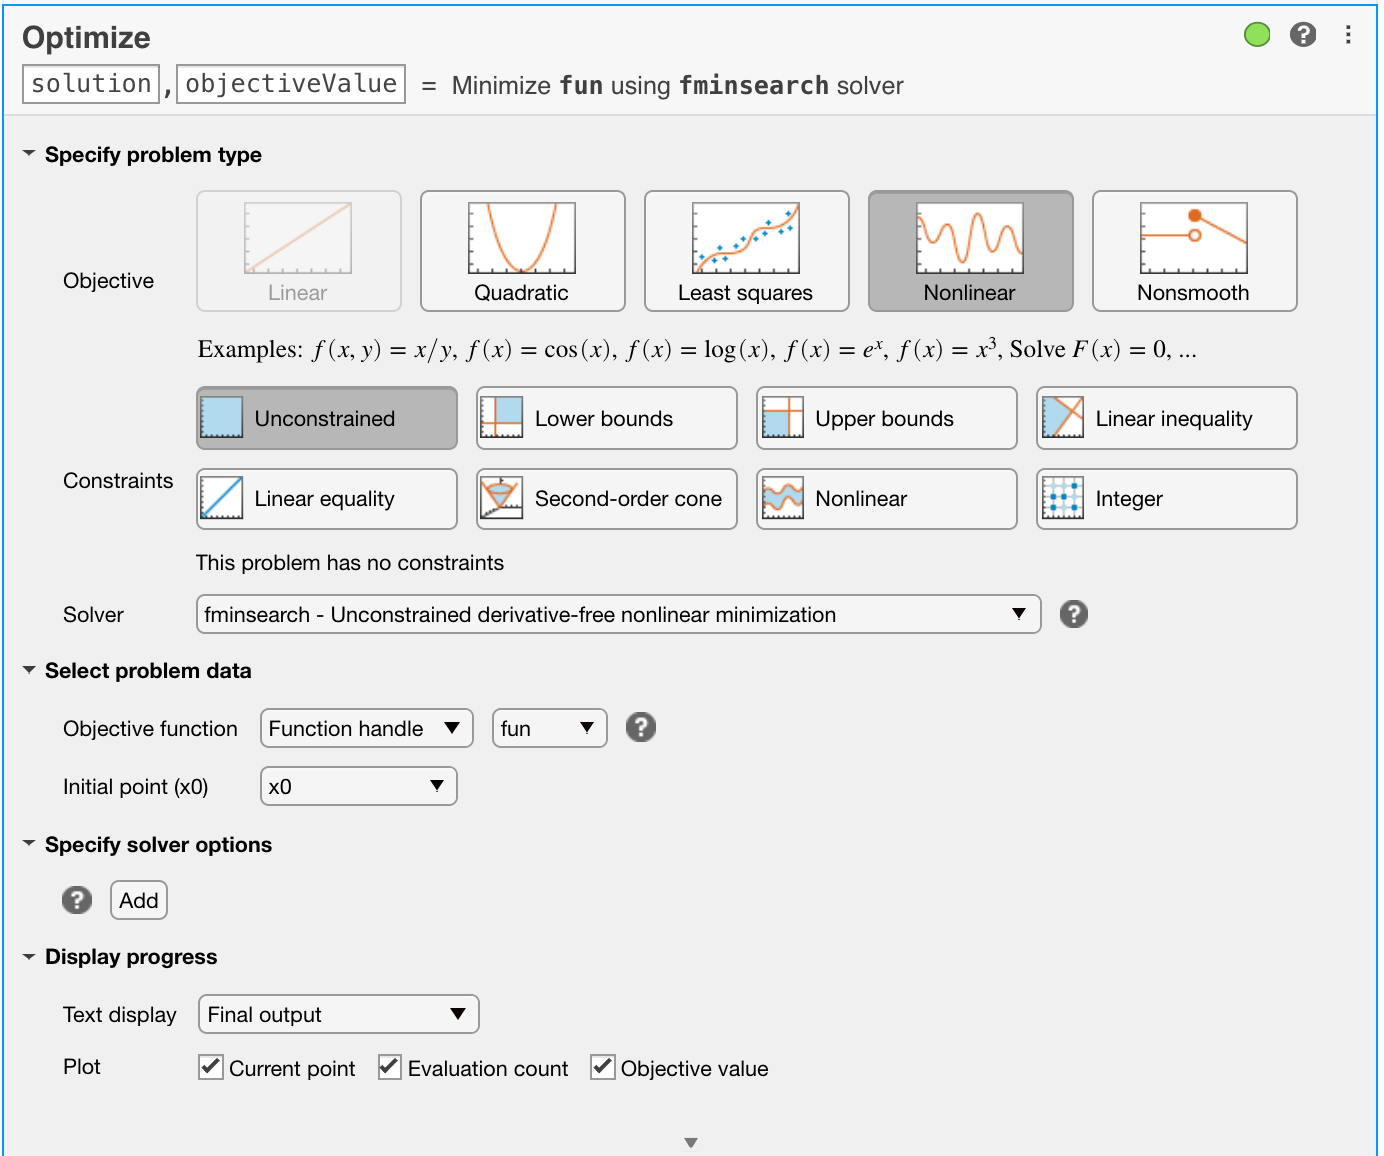 Optimize
solution , objectiveValue = Minimize fun using fminsearch solver
Specify problem type
Objective
Linear
Quadratic
Least squares
Nonlinear
Nonsmooth
Examples: f(x, y) = x/y, f(x) = cos(x), f(x) = log(x), f(x) = eˣ, f(x) = x³, Solve F(x) = 0, ...
Constraints
Unconstrained
Lower bounds
Upper bounds
Linear inequality
Linear equality
Second-order cone
Nonlinear
Integer
This problem has no constraints
Solver
fminsearch - Unconstrained derivative-free nonlinear minimization
?
Select problem data
Objective function
Function handle
fun
?
Initial point (x0)
x0
Specify solver options
?
Add
Display progress
Text display
Final output
Plot
Current point
Evaluation count
Objective value